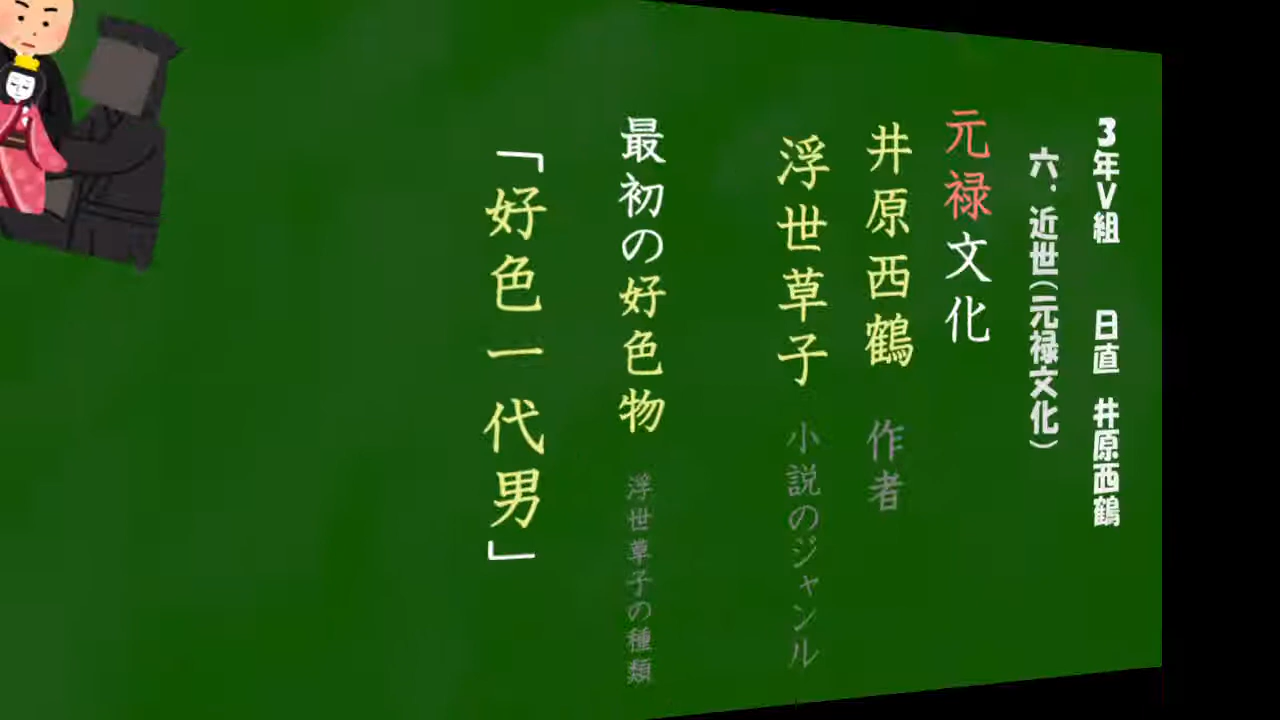 3年V組 日直 井原西鶴
六．近世(元禄文化)
元禄文化
井原西鶴 作者
浮世草子 小説のジャンル
最初の好色物 浮世草子の種類
「好色一代男」